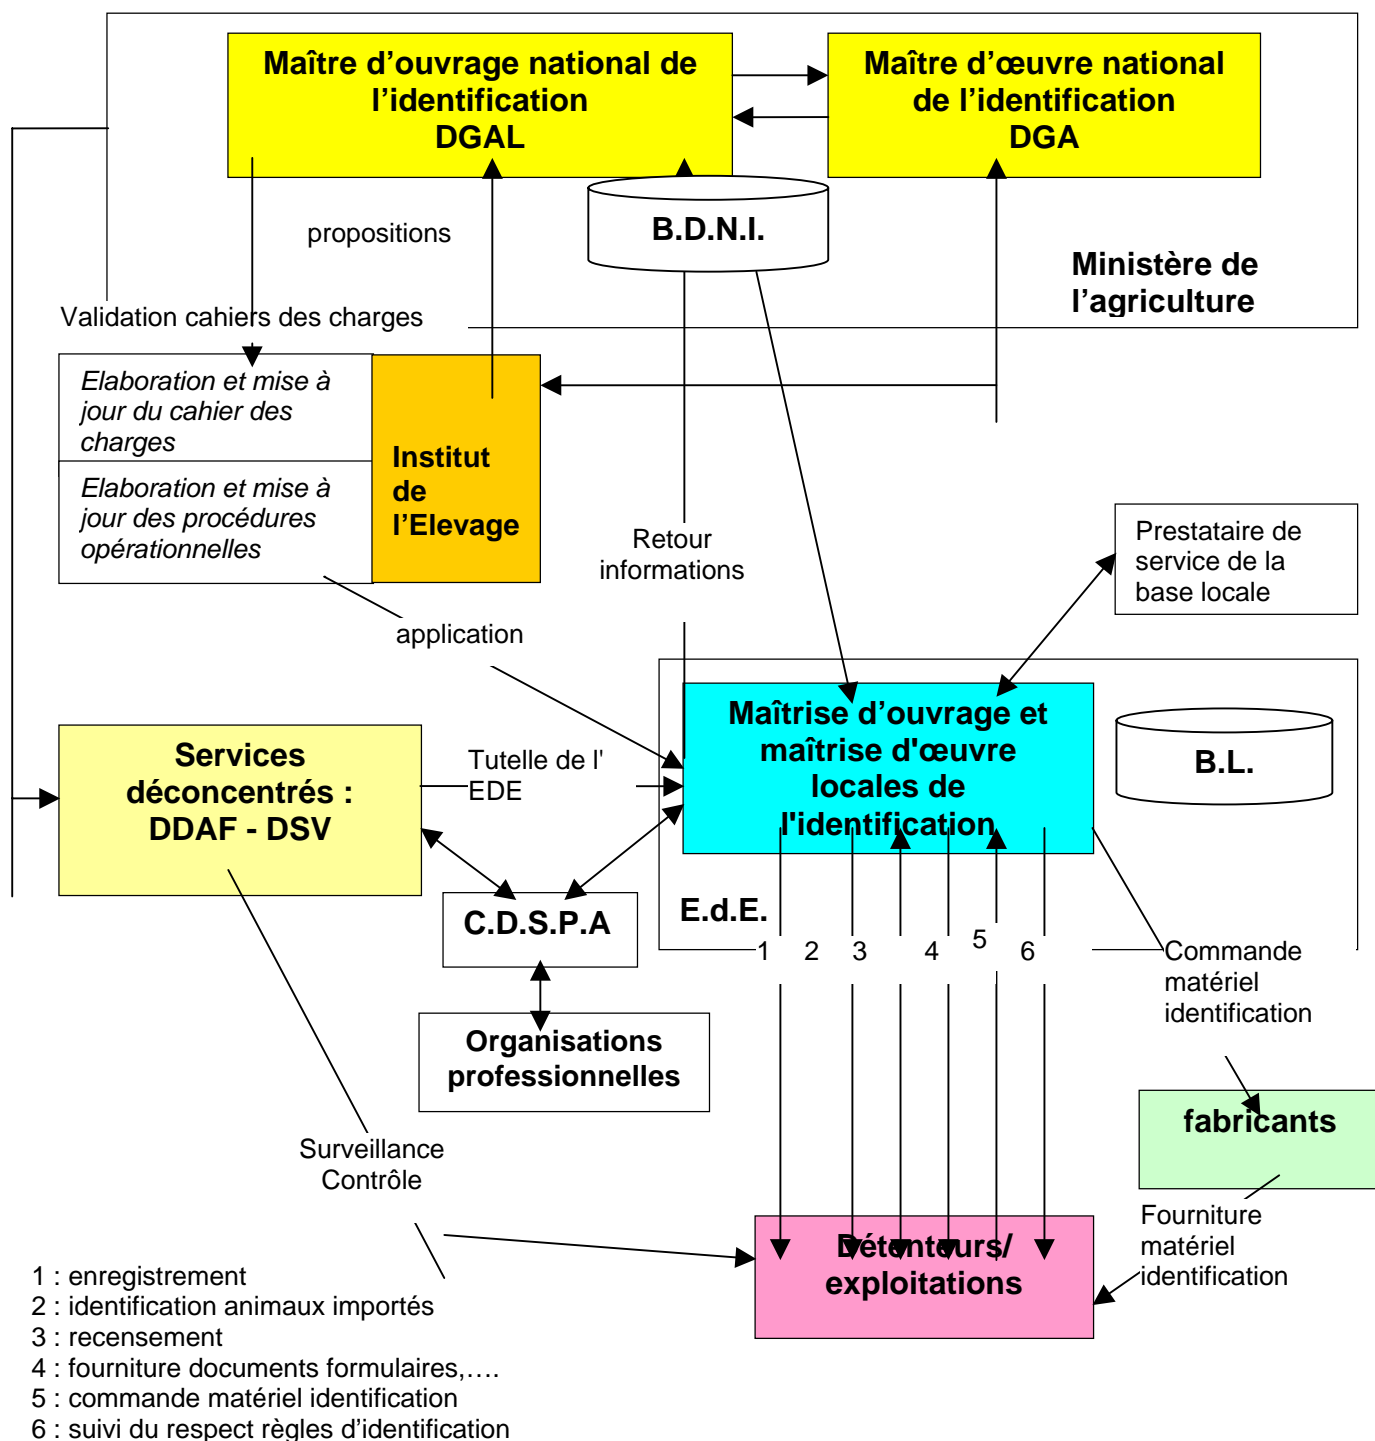 Maître d'ouvrage national de
l'identification
DGAL
Maître d'œuvre national
de l'identification
DGA
B.D.N.I.
propositions
Ministère de
l'agriculture
Validation cahiers des charges
Elaboration et mise à
jour du cahier des
charges
Elaboration et mise à
jour des procédures
opérationnelles
Institut
de
l'Elevage
Retour
informations
Prestataire de
service de la
base locale
application
Maîtrise d'ouvrage et
maîtrise d'œuvre
locales de
l'identification
B.L.
Services
déconcentrés :
DDAF - DSV
Tutelle de l'
EDE
C.D.S.P.A
E.d.E.
1 2 3 4 5 6
Commande
matériel
identification
Organisations
professionnelles
fabricants
Surveillance
Contrôle
Fourniture
matériel
identification
Détenteurs/
exploitations
1 : enregistrement
2 : identification animaux importés
3 : recensement
4 : fourniture documents formulaires,….
5 : commande matériel identification
6 : suivi du respect règles d'identification